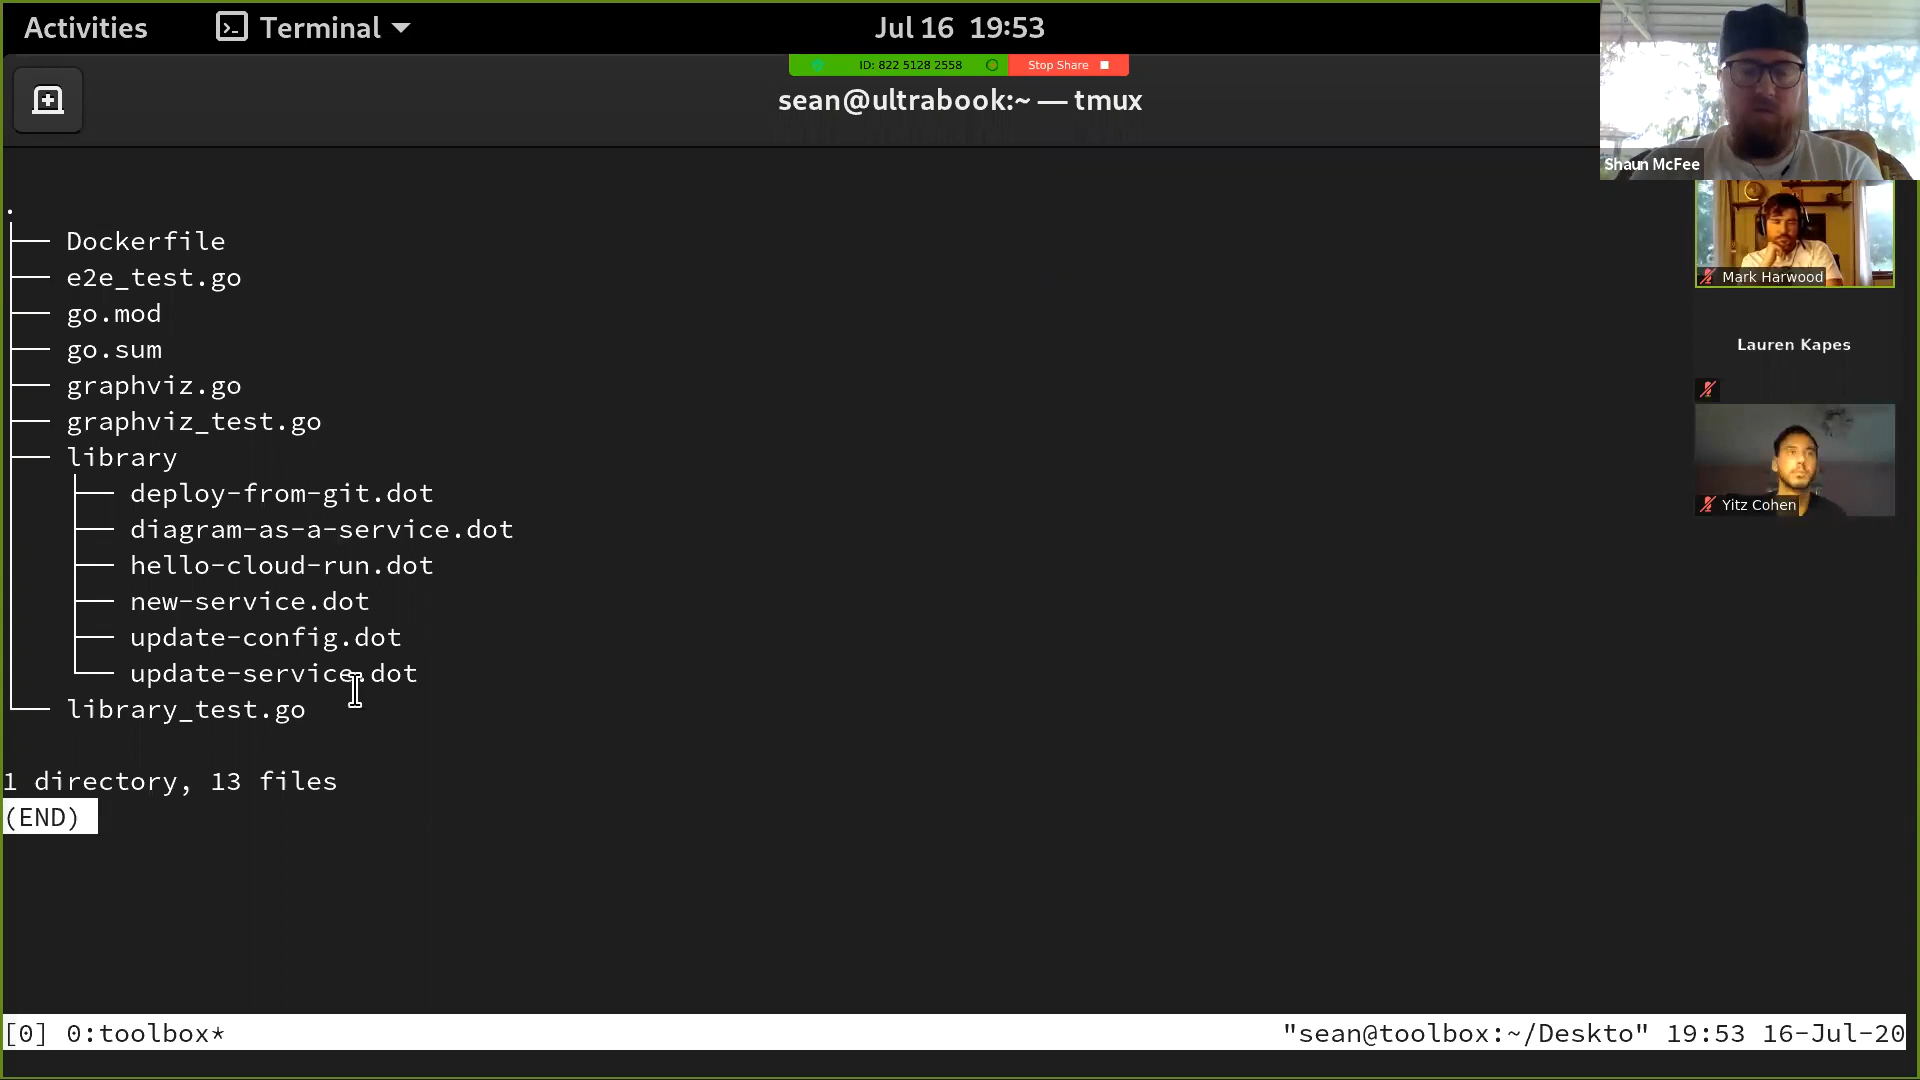 Activities Terminal Jul 16 19:53
ID: 822 5128 2558 Stop Share
sean@ultrabook:~ — tmux
Shaun McFee
Mark Harwood
Lauren Kapes
Yitz Cohen
.
├── Dockerfile
├── e2e_test.go
├── go.mod
├── go.sum
├── graphviz.go
├── graphviz_test.go
├── library
│   ├── deploy-from-git.dot
│   ├── diagram-as-a-service.dot
│   ├── hello-cloud-run.dot
│   ├── new-service.dot
│   ├── update-config.dot
│   └── update-service.dot
└── library_test.go
1 directory, 13 files
(END)
[0] 0:toolbox* "sean@toolbox:~/Deskto" 19:53 16-Jul-20